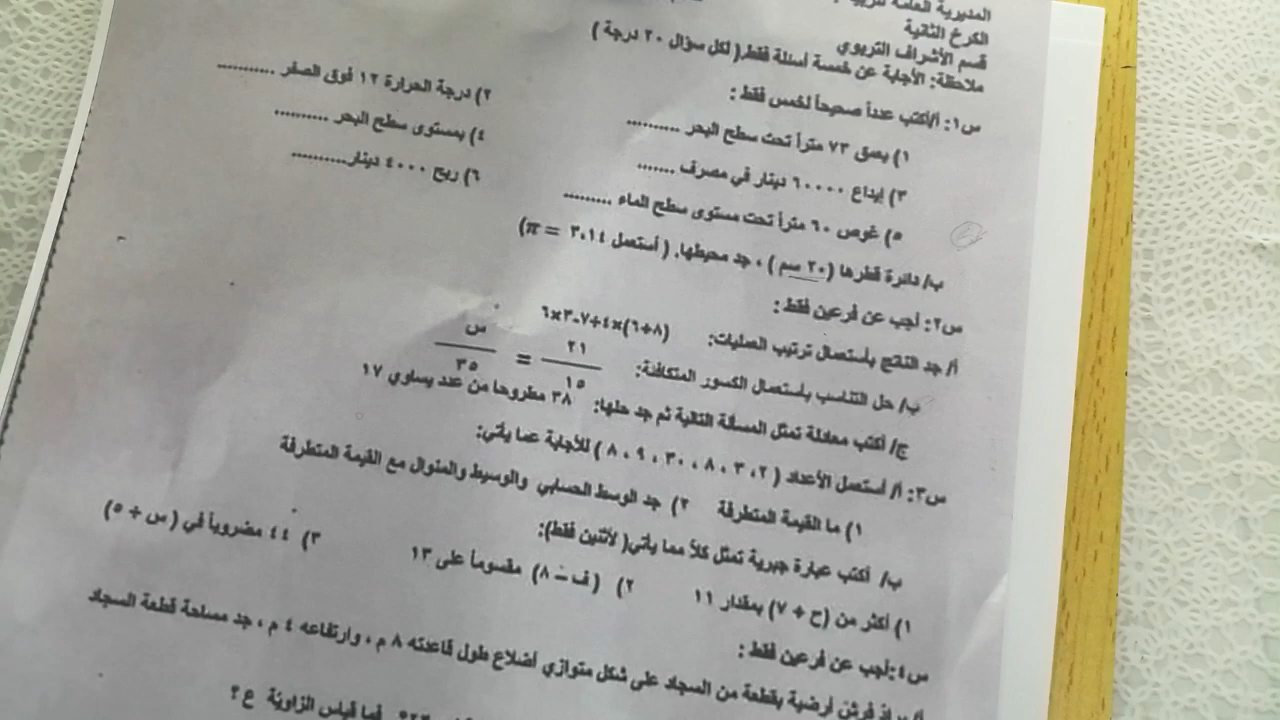 المديرية العامة
الكرخ الثانية
قسم الأشراف التربوي
ملاحظة: الأجابة عن خمسة أسئلة فقط( لكل سؤال ٢٠ درجة )
س١: أ/أكتب عدداً صحيحاً لخمس فقط :
١) بعمق ٧٣ متراً تحت سطح البحر .......... ٢) درجة الحرارة ١٢ فوق الصفر ...........
٣) إيداع ٦٠٠٠٠ دينار في مصرف ....... ٤) بمستوى سطح البحر ..........
٥) غوص ٦٠ متراً تحت مستوى سطح الماء ......... ٦) ربح ٤٠٠٠ دينار..........
ب/ دائرة قطرها (٢٠ سم ) ، جد محيطها. ( أستعمل ٣،١٤ = π)
س٢: أجب عن فرعين فقط :
أ/ جد الناتج بأستعمال ترتيب العمليات: ٦×٣-٧+٤×(٦+٨)
ب/ حل التناسب بأستعمال الكسور المتكافئة: ٢١/١٥ = س/٣٥
ج/ أكتب معادلة تمثل المسألة التالية ثم جد حلها: ٣٨ مطروحا من عدد يساوي ١٧
س٣: أ/ أستعمل الأعداد ( ٢، ٣ ، ٨ ، ٣٠ ، ٩ ، ٨ ) للأجابة عما يأتي:
١) ما القيمة المتطرفة ٢) جد الوسط الحسابي والوسيط والمنوال مع القيمة المتطرفة
ب/ أكتب عبارة جبرية تمثل كلاً مما يأتي( لأثنين فقط):
١) أكثر من (ح + ٧) بمقدار ١١ ٢) (ف – ٨) مقسوماً على ١٣ ٣) ٤٤ مضروباً في ( س + ٥)
س٤:أجب عن فرعين فقط :
فرش أرضية بقطعة من السجاد على شكل متوازي أضلاع طول قاعدته ٨ م ، وارتفاعه ٤ م ، جد مساحة قطعة السجاد
فما قياس الزاوية ع ؟